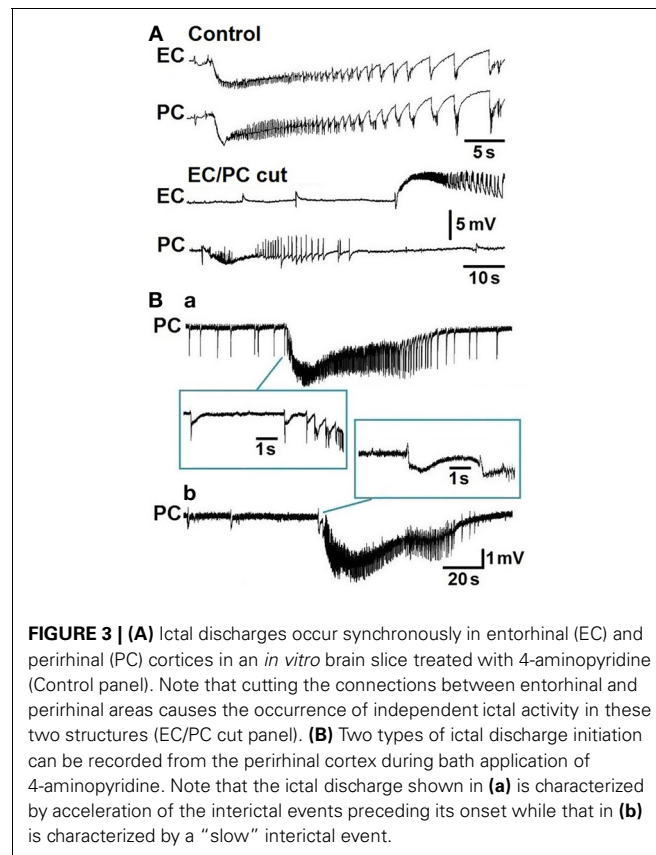 A Control
EC
PC
5 s
EC/PC cut
EC
5 mV
PC
10 s
B a
PC
1 s
1 s
b
PC
1 mV
20 s
FIGURE 3 | (A) Ictal discharges occur synchronously in entorhinal (EC) and
perirhinal (PC) cortices in an in vitro brain slice treated with 4-aminopyridine
(Control panel). Note that cutting the connections between entorhinal and
perirhinal areas causes the occurrence of independent ictal activity in these
two structures (EC/PC cut panel). (B) Two types of ictal discharge initiation
can be recorded from the perirhinal cortex during bath application of
4-aminopyridine. Note that the ictal discharge shown in (a) is characterized
by acceleration of the interictal events preceding its onset while that in (b)
is characterized by a “slow” interictal event.